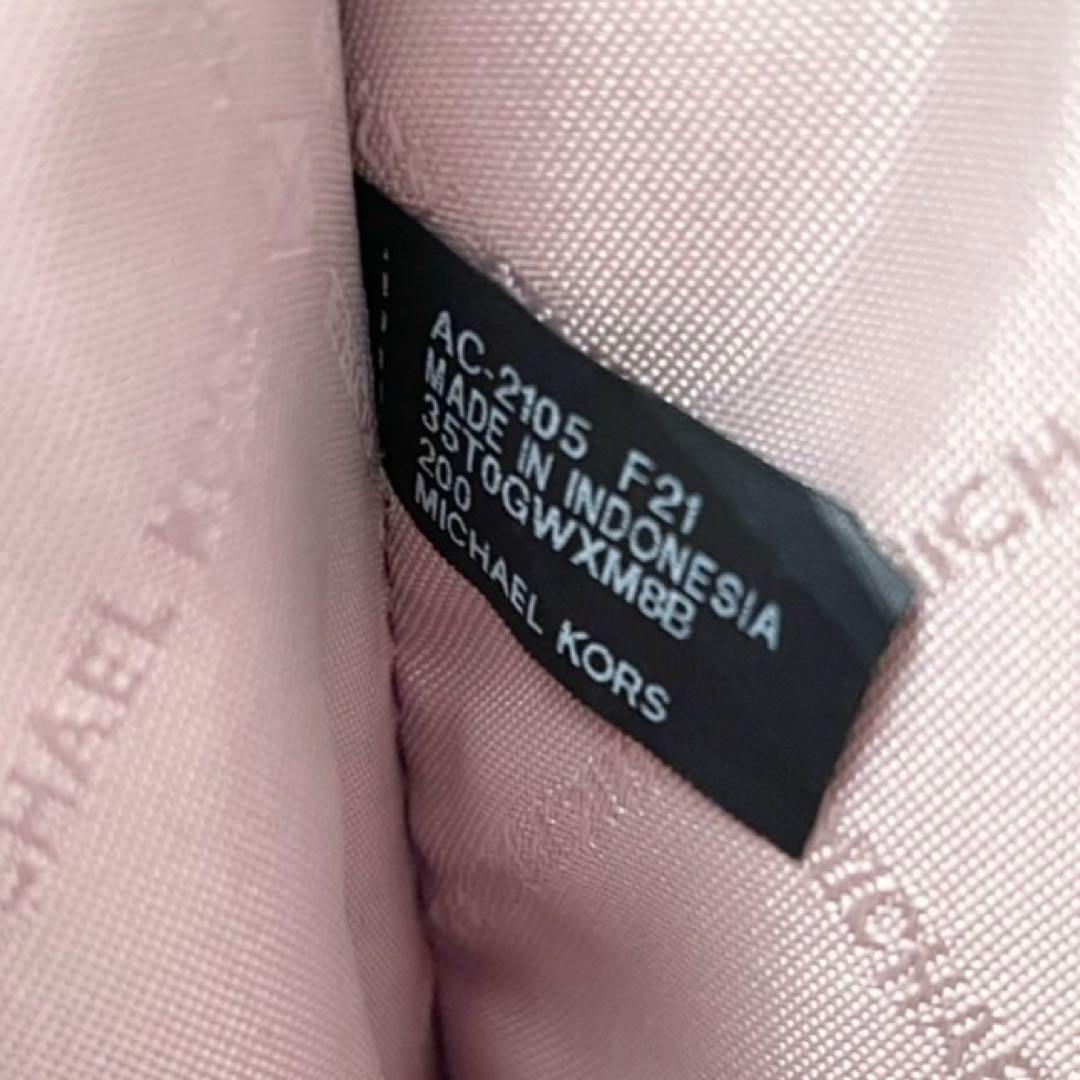 AC-2105 F21
MADE IN INDONESIA
35T0GWXM8B
200
MICHAEL KORS